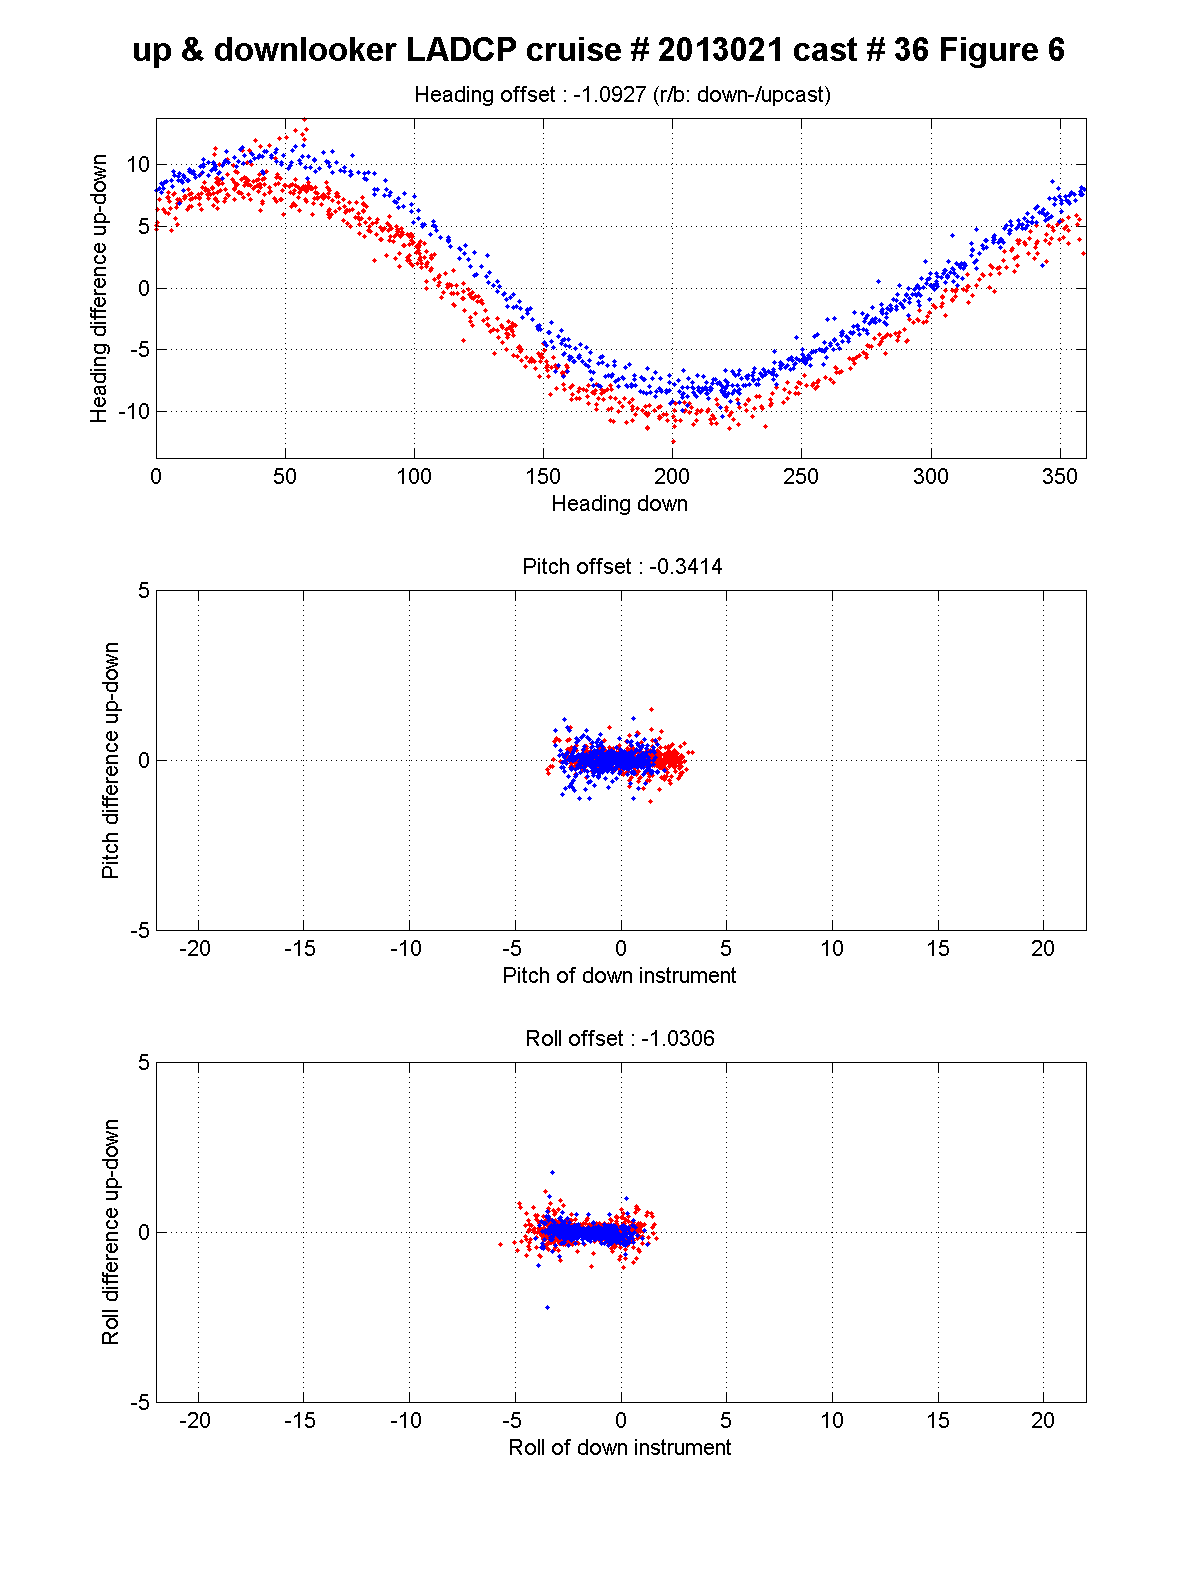 up & downlooker LADCP cruise # 2013021 cast # 36 Figure 6
Heading offset : -1.0927 (r/b: down-/upcast)
10
5
0
-5
-10
Heading difference up-down
0 50 100 150 200 250 300 350
Heading down
Pitch offset : -0.3414
5
0
-5
Pitch difference up-down
-20 -15 -10 -5 0 5 10 15 20
Pitch of down instrument
Roll offset : -1.0306
5
0
-5
Roll difference up-down
-20 -15 -10 -5 0 5 10 15 20
Roll of down instrument